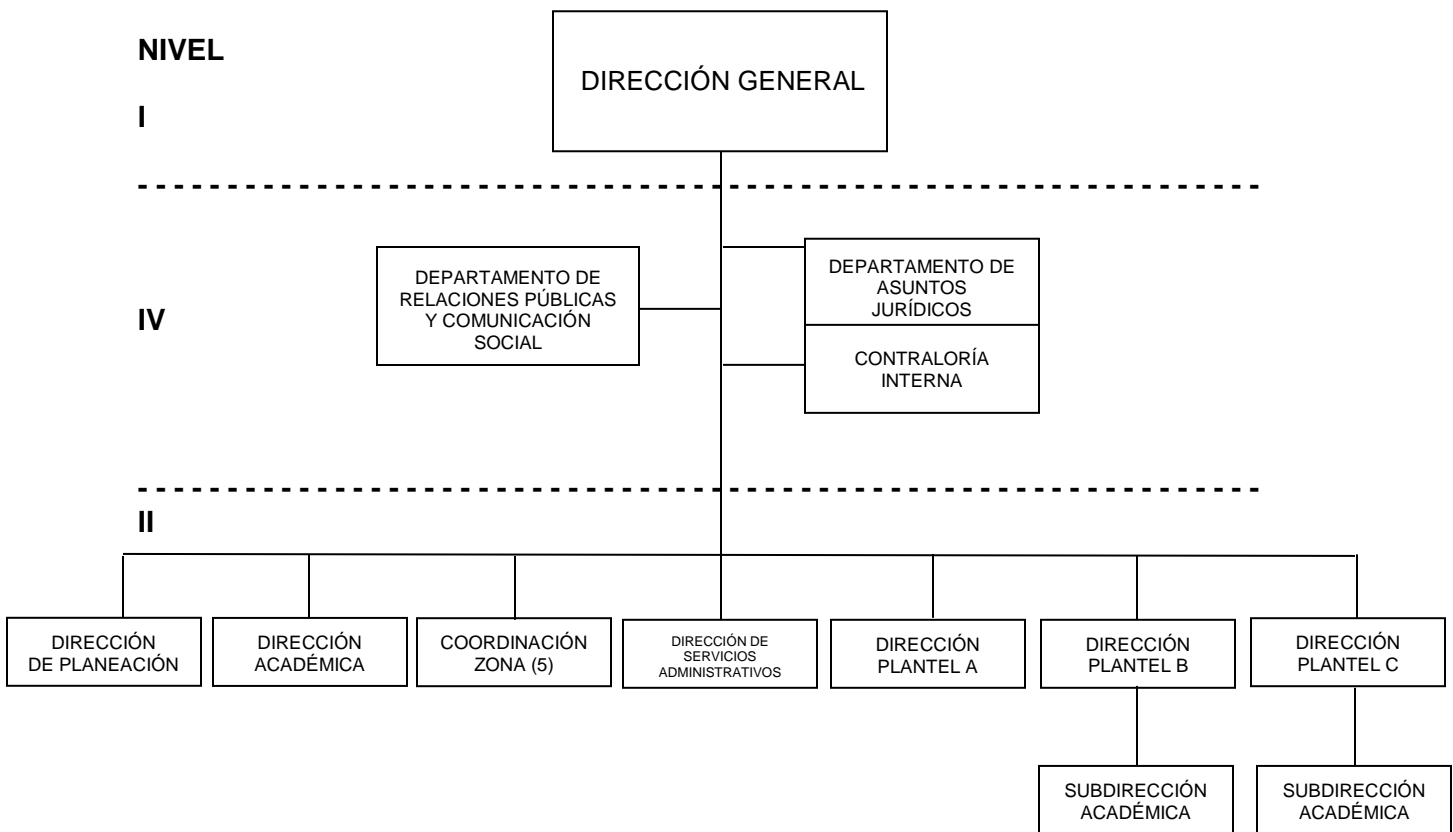 NIVEL
DIRECCIÓN GENERAL
I
DEPARTAMENTO DE
RELACIONES PÚBLICAS
Y COMUNICACIÓN
SOCIAL
DEPARTAMENTO DE
ASUNTOS
JURÍDICOS
IV
CONTRALORÍA
INTERNA
II
DIRECCIÓN
DE PLANEACIÓN
DIRECCIÓN
ACADÉMICA
COORDINACIÓN
ZONA (5)
DIRECCIÓN DE
SERVICIOS
ADMINISTRATIVOS
DIRECCIÓN
PLANTEL A
DIRECCIÓN
PLANTEL B
DIRECCIÓN
PLANTEL C
SUBDIRECCIÓN
ACADÉMICA
SUBDIRECCIÓN
ACADÉMICA